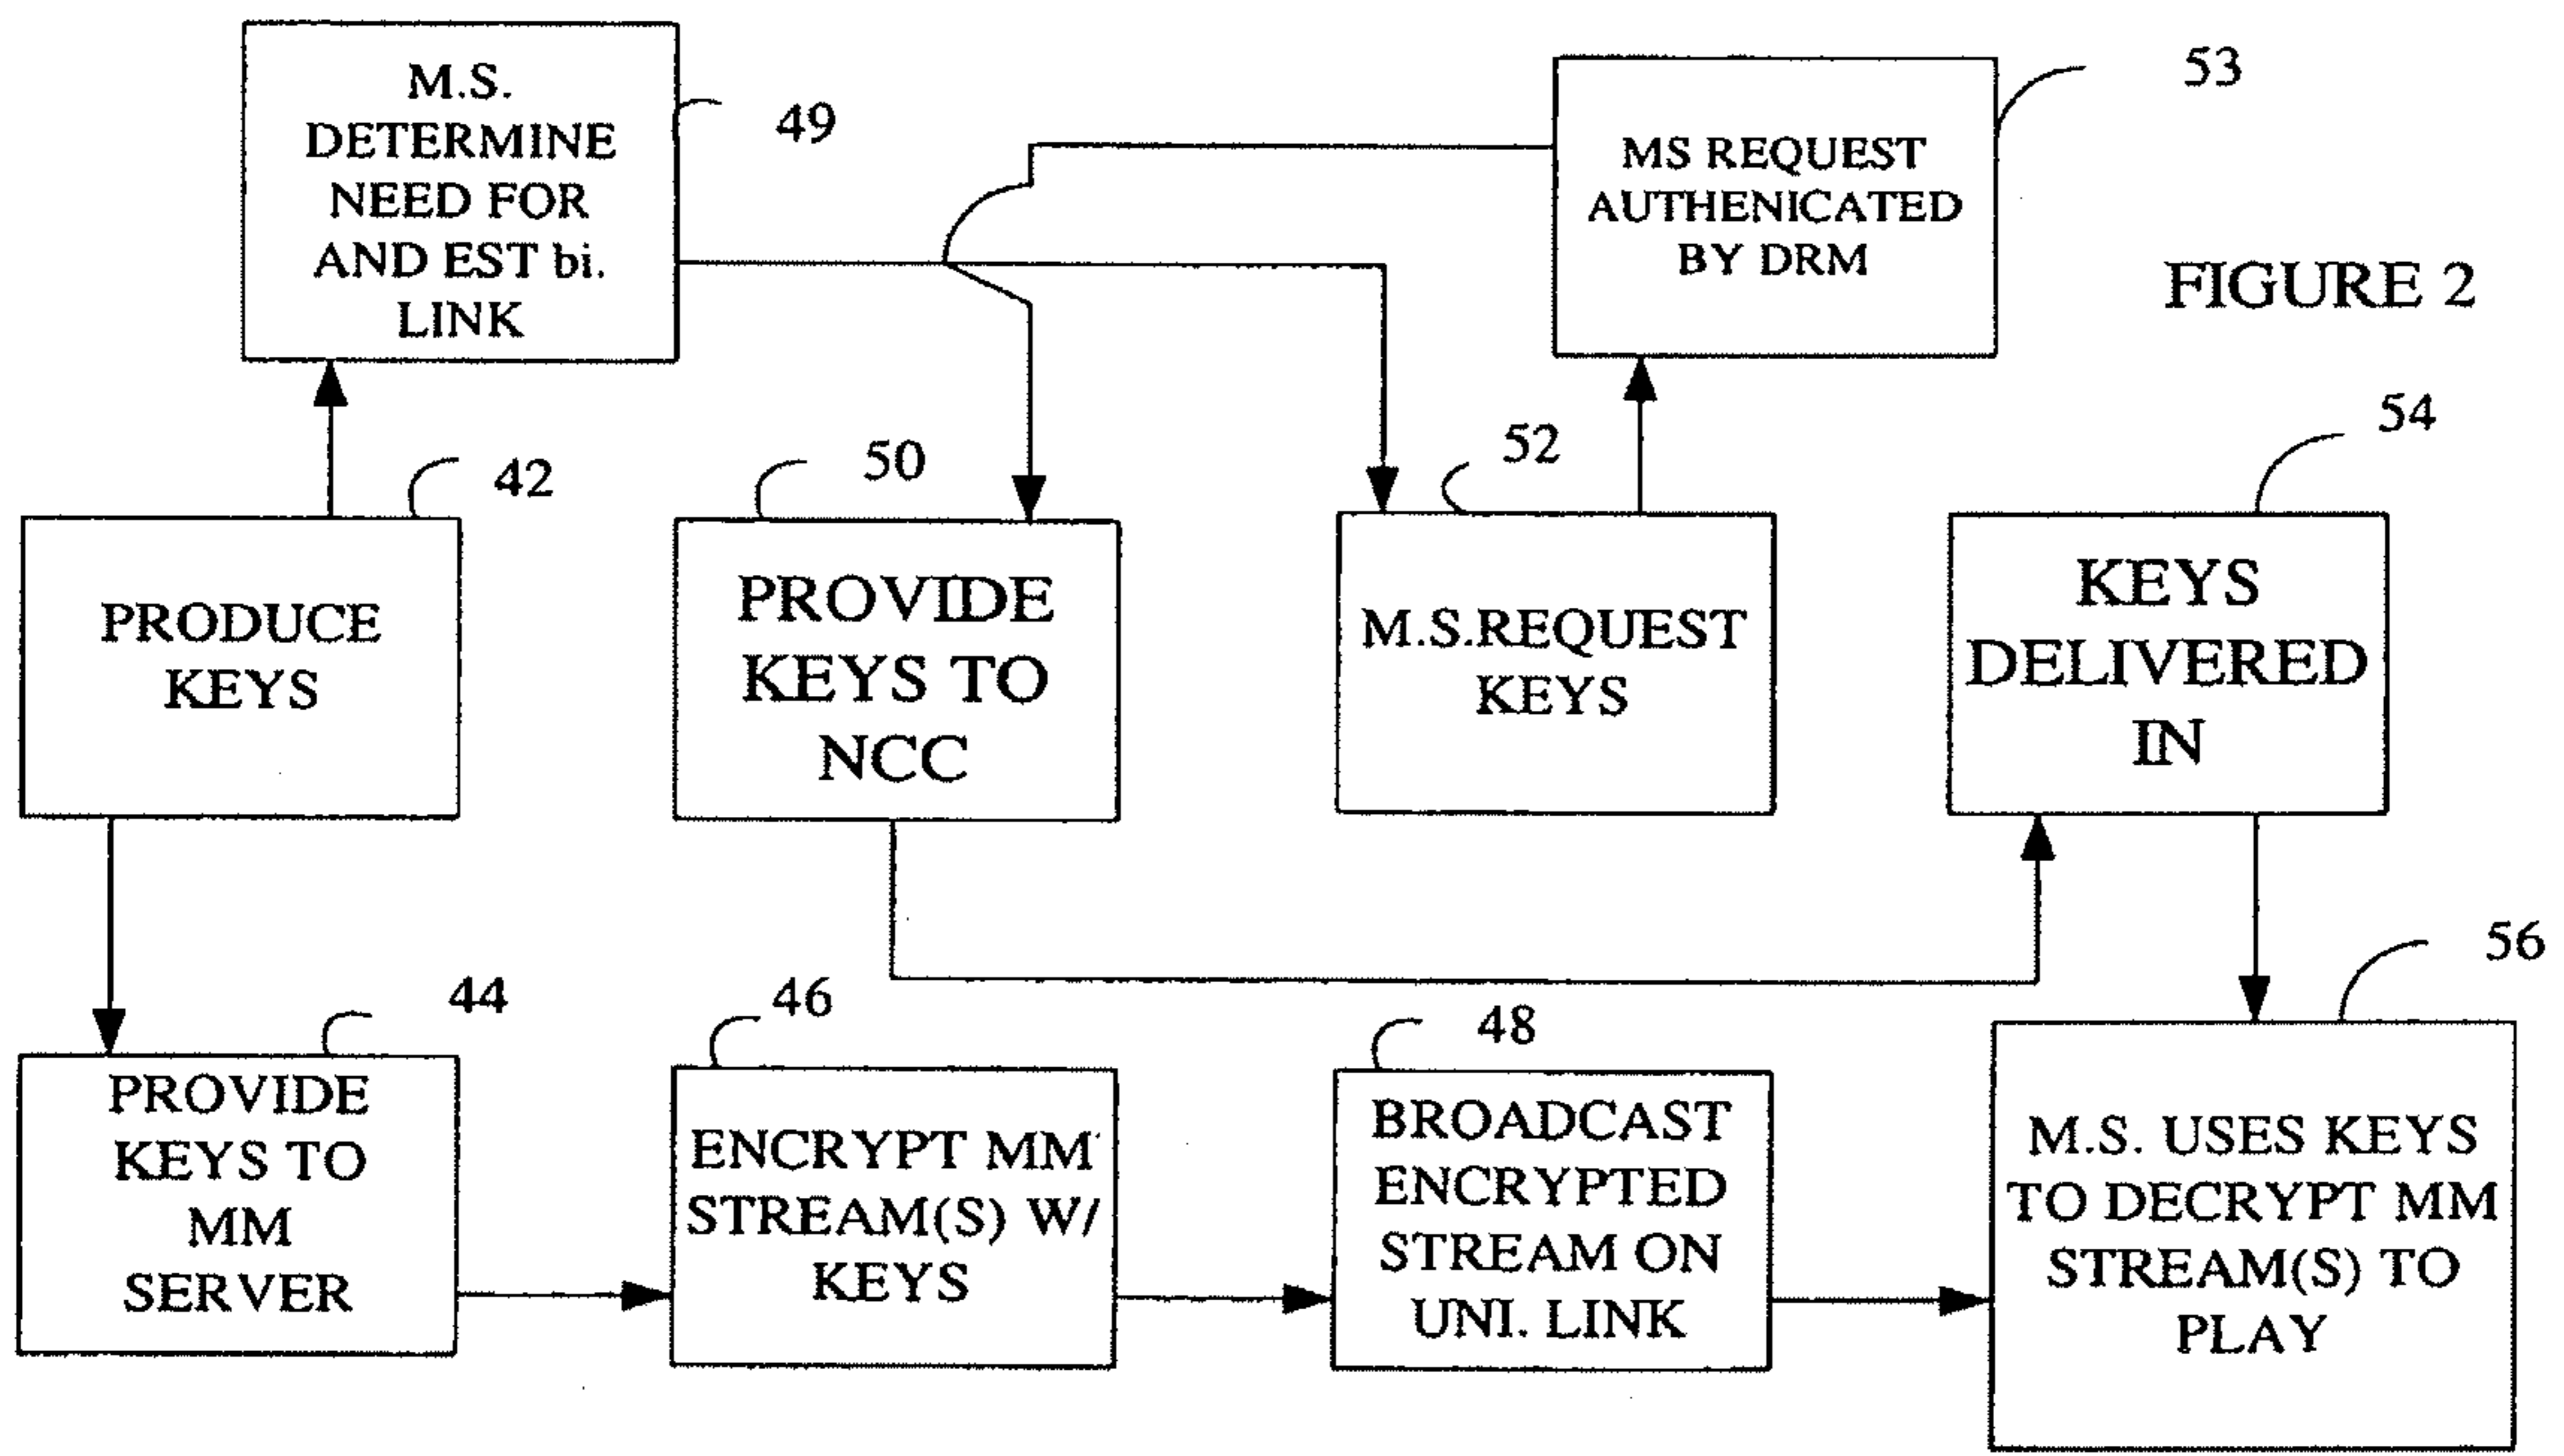 M.S.
DETERMINE
NEED FOR
AND EST bi.
LINK
49
MS REQUEST
AUTHENICATED
BY DRM
53
FIGURE 2
PRODUCE
KEYS
42
PROVIDE
KEYS TO
NCC
50
M.S.REQUEST
KEYS
52
KEYS
DELIVERED
IN
54
PROVIDE
KEYS TO
MM
SERVER
44
ENCRYPT MM
STREAM(S) W/
KEYS
46
BROADCAST
ENCRYPTED
STREAM ON
UNI. LINK
48
M.S. USES KEYS
TO DECRYPT MM
STREAM(S) TO
PLAY
56